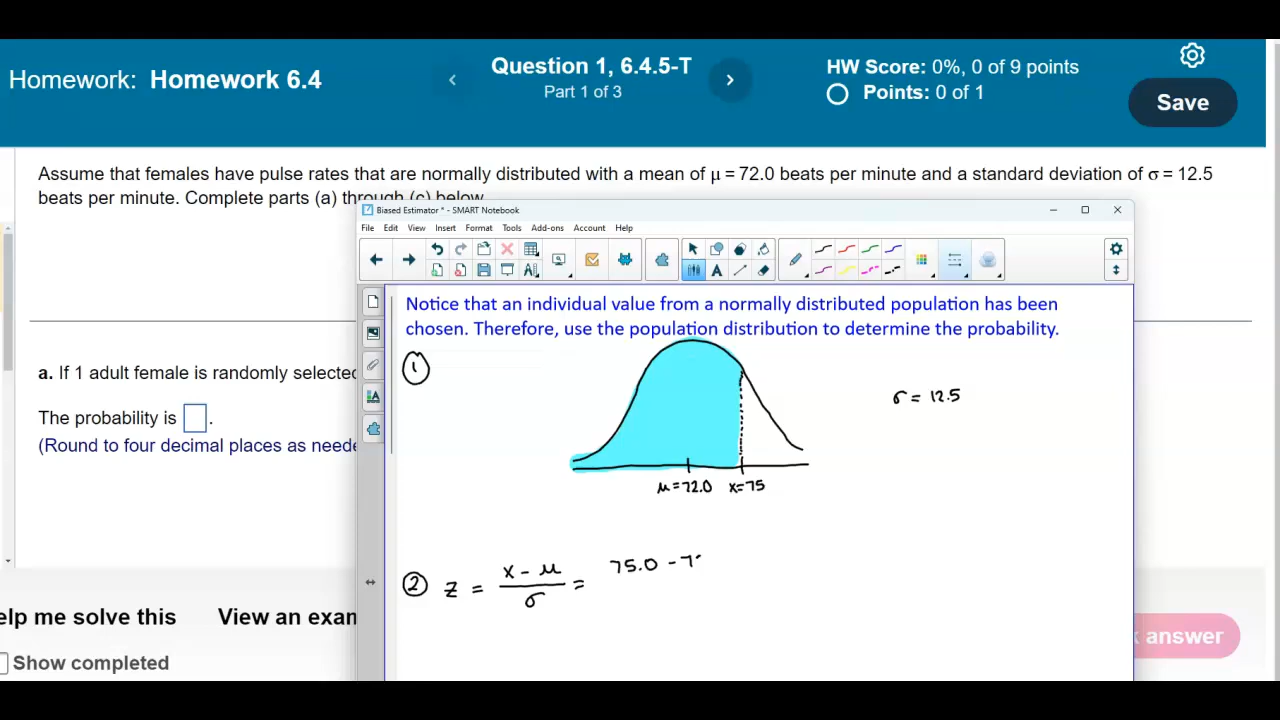 Homework: Homework 6.4
Question 1, 6.4.5-T
Part 1 of 3
HW Score: 0%, 0 of 9 points
Points: 0 of 1
Save
Assume that females have pulse rates that are normally distributed with a mean of μ = 72.0 beats per minute and a standard deviation of σ = 12.5
beats per minute. Complete parts (a) through (c) below.
Biased Estimator * - SMART Notebook
File Edit View Insert Format Tools Add-ons Account Help
Notice that an individual value from a normally distributed population has been
chosen. Therefore, use the population distribution to determine the probability.
a. If 1 adult female is randomly selected
The probability is .
(Round to four decimal places as neede
1
σ = 12.5
μ = 72.0 x = 75
2 z = x - μ / σ = 75.0 - 7
elp me solve this
View an exan
answer
Show completed